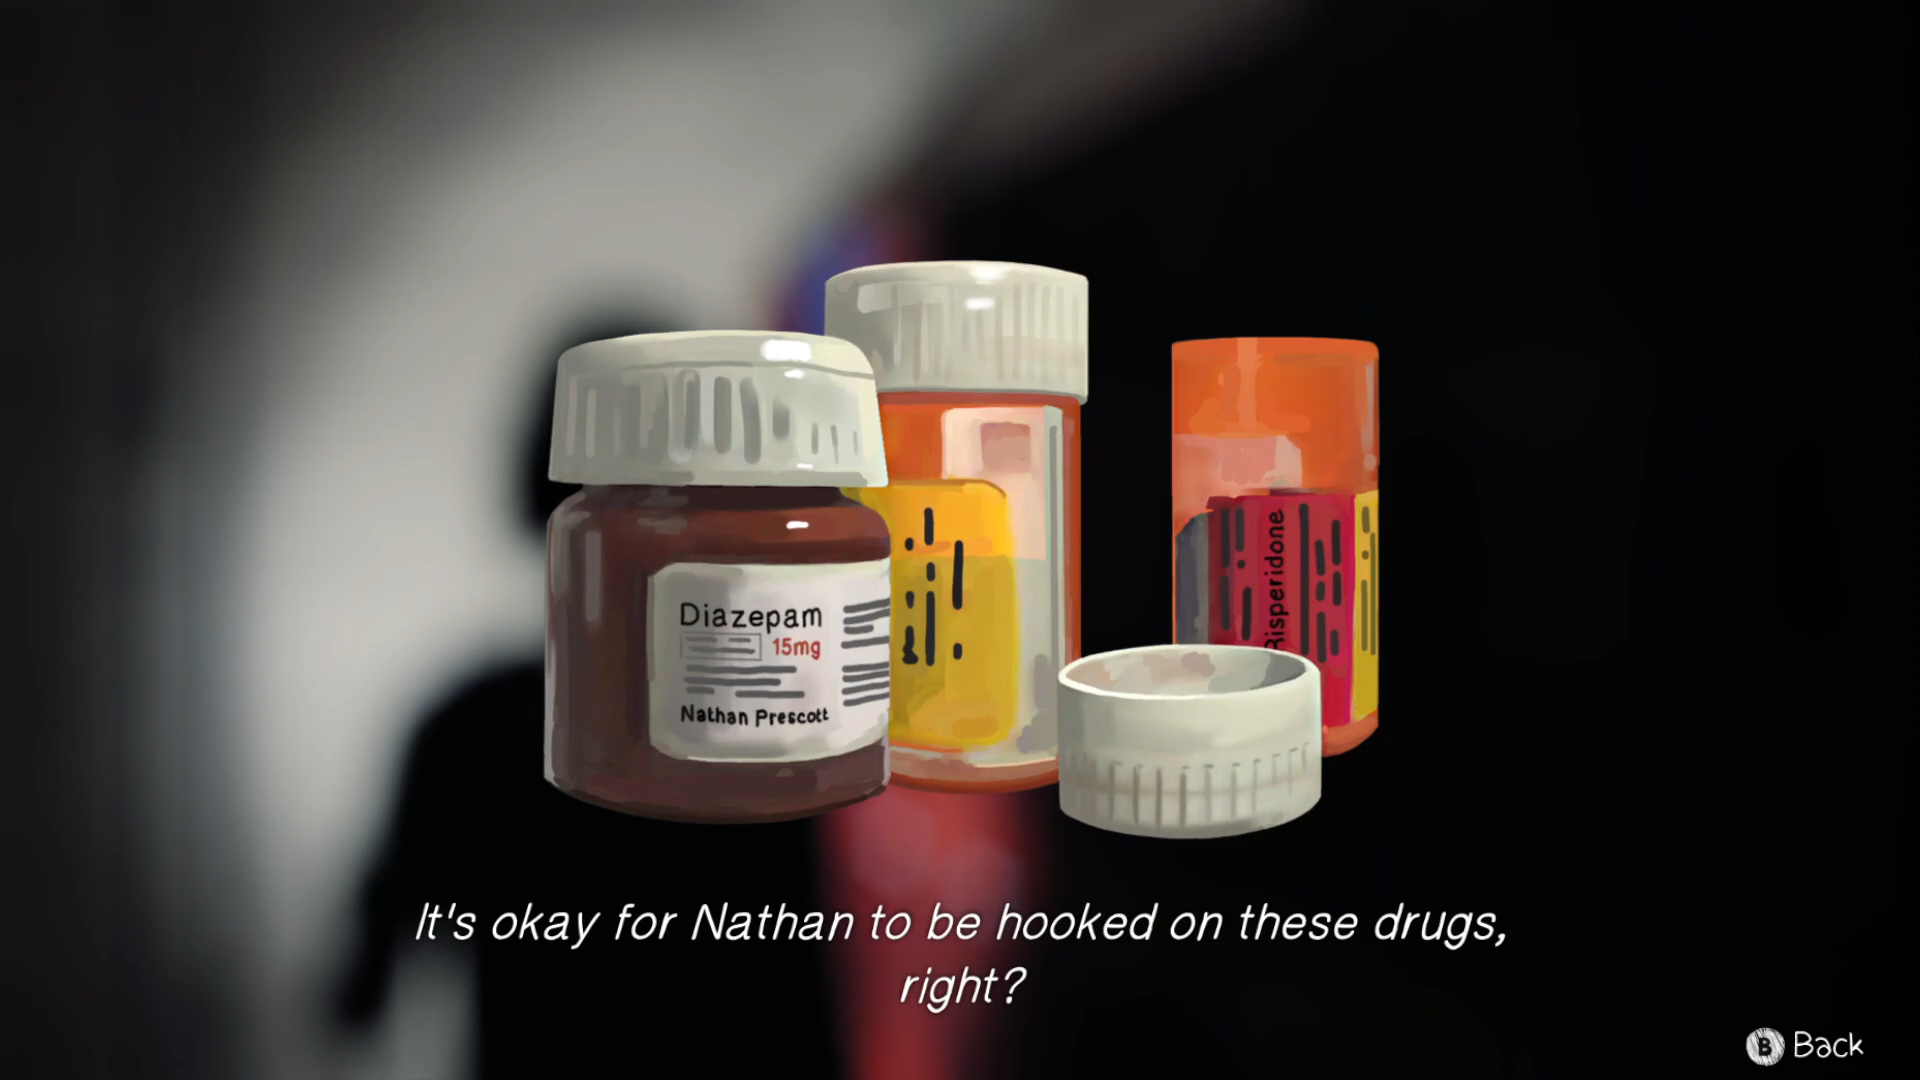 Diazepam
15mg
Nathan Prescott
Risperidone
It's okay for Nathan to be hooked on these drugs,
right?
B Back